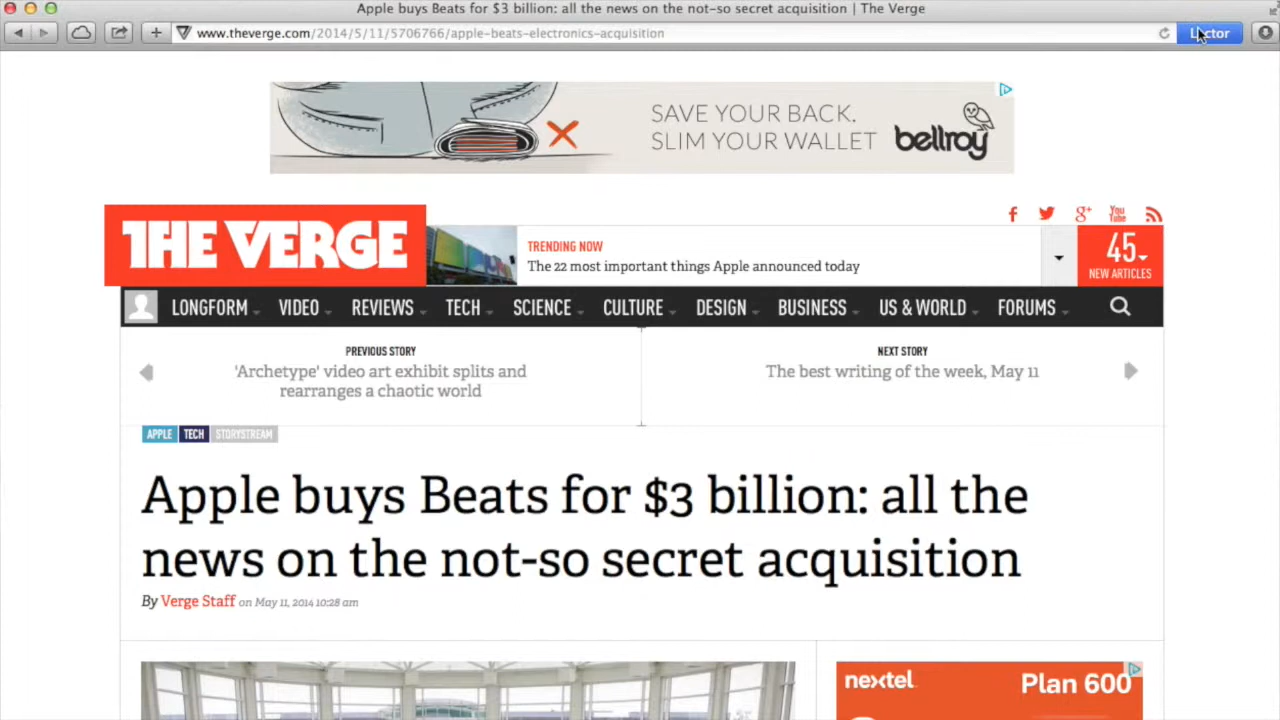 Apple buys Beats for $3 billion: all the news on the not-so secret acquisition | The Verge
www.theverge.com/2014/5/11/5706766/apple-beats-electronics-acquisition
SAVE YOUR BACK.
SLIM YOUR WALLET
bellroy
THE VERGE
TRENDING NOW
The 22 most important things Apple announced today
45
NEW ARTICLES
f
g+
You
Tube
LONGFORM VIDEO REVIEWS TECH SCIENCE CULTURE DESIGN BUSINESS US & WORLD FORUMS
PREVIOUS STORY
'Archetype' video art exhibit splits and
rearranges a chaotic world
NEXT STORY
The best writing of the week, May 11
APPLE TECH STORYSTREAM
Apple buys Beats for $3 billion: all the
news on the not-so secret acquisition
By Verge Staff on May 11, 2014 10:28 am
nextel
Plan 600